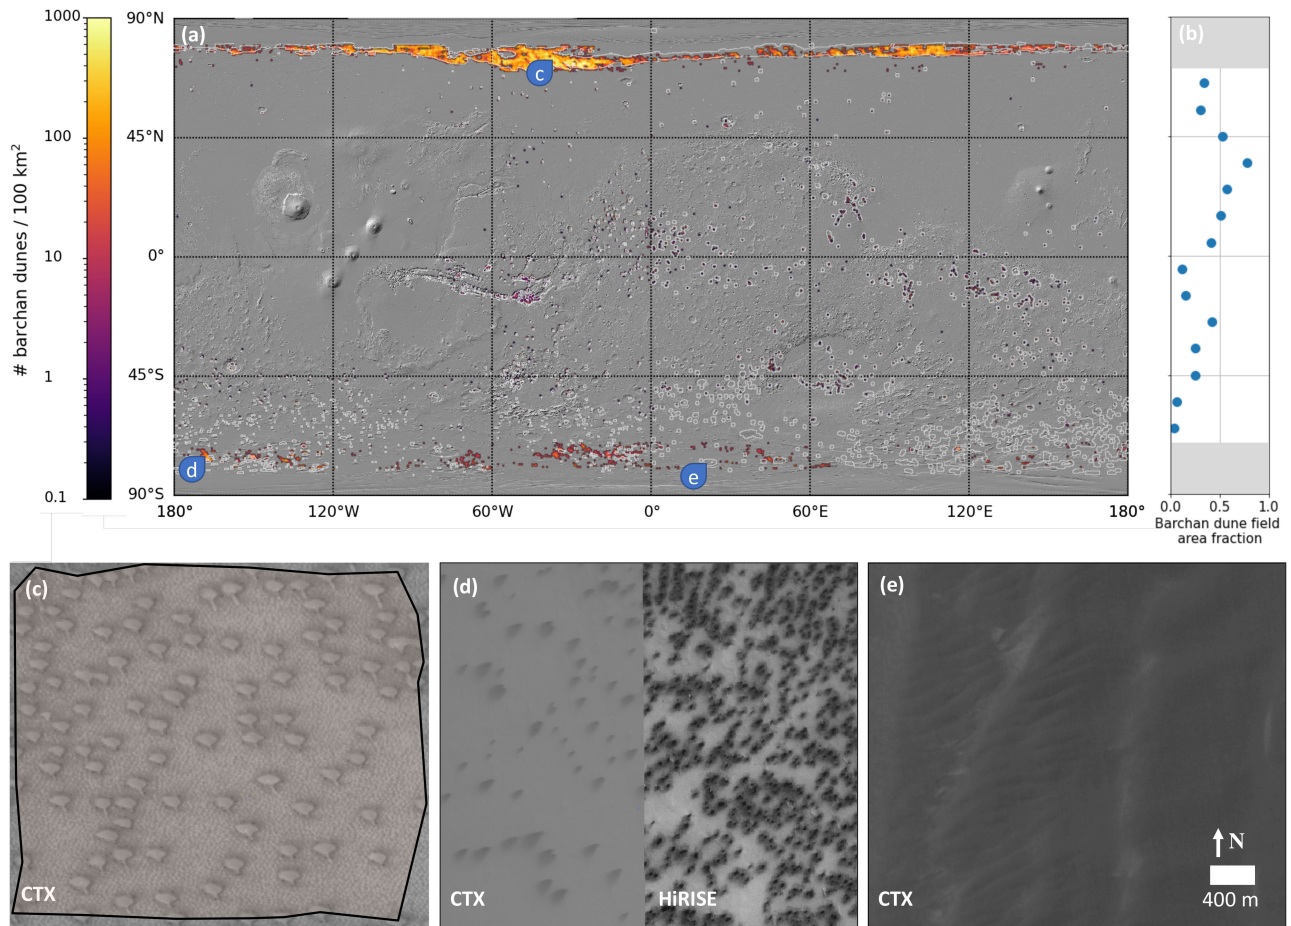 1000
100
10
1
0.1
# barchan dunes / 100 km²
(a)
90°N
45°N
0°
45°S
90°S
180°
120°W
60°W
0°
60°E
120°E
180°
c
d
e
(b)
0.0
0.5
1.0
Barchan dune field
area fraction
(c)
CTX
(d)
CTX
HiRISE
(e)
CTX
N
400 m